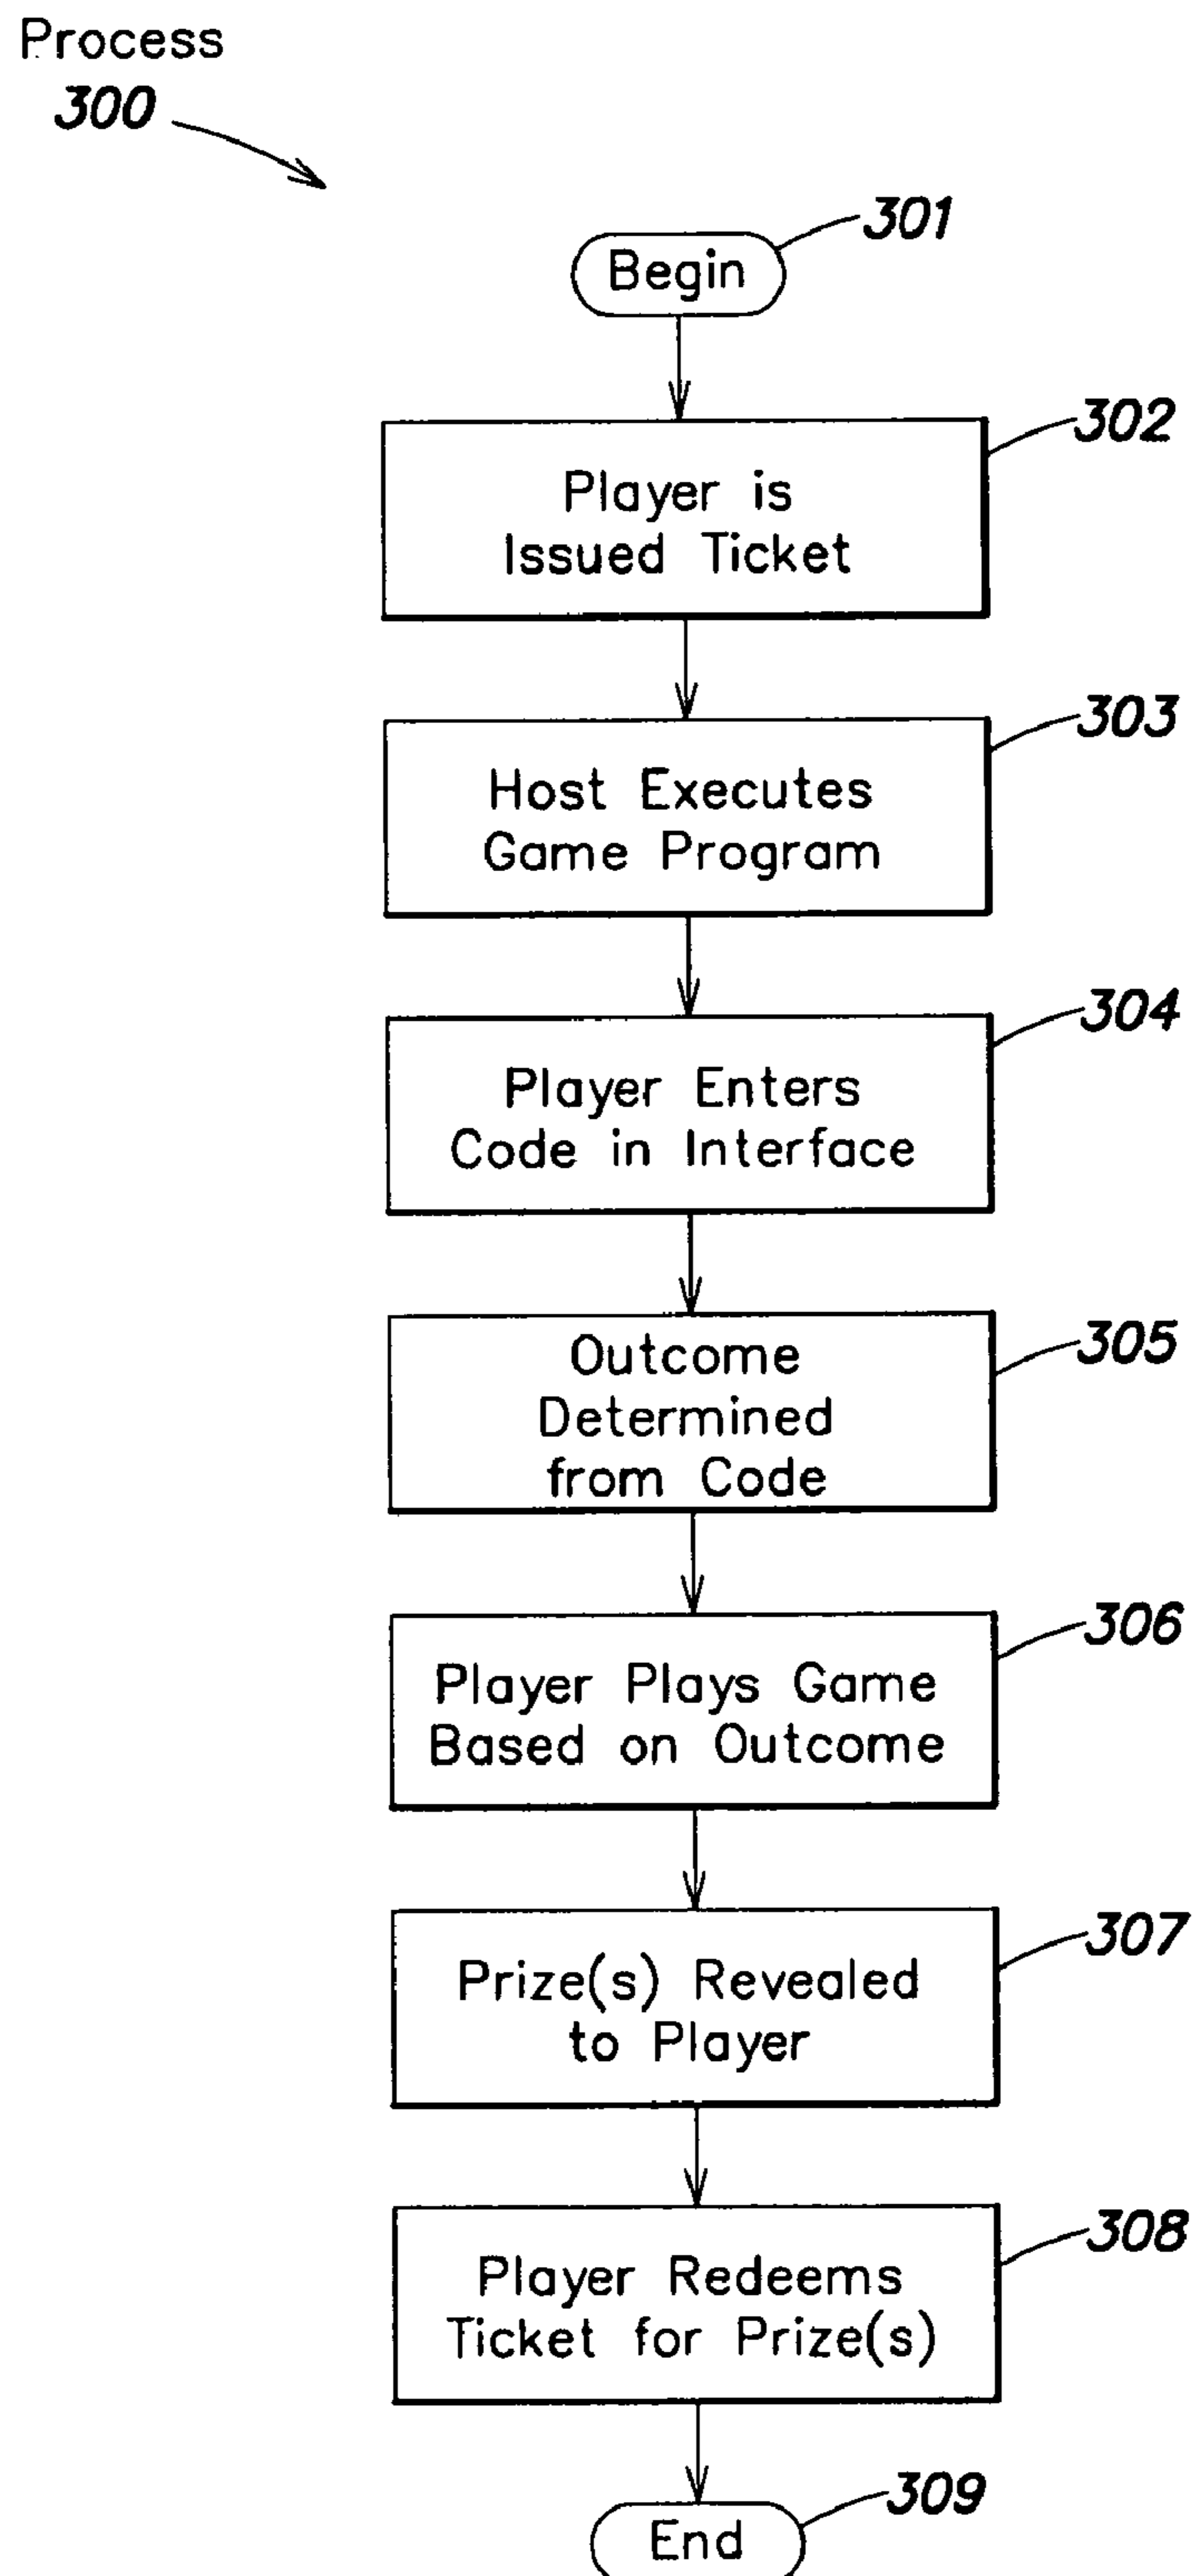 Process
300
301
Begin
302
Player is
Issued Ticket
303
Host Executes
Game Program
304
Player Enters
Code in Interface
305
Outcome
Determined
from Code
306
Player Plays Game
Based on Outcome
307
Prize(s) Revealed
to Player
308
Player Redeems
Ticket for Prize(s)
309
End